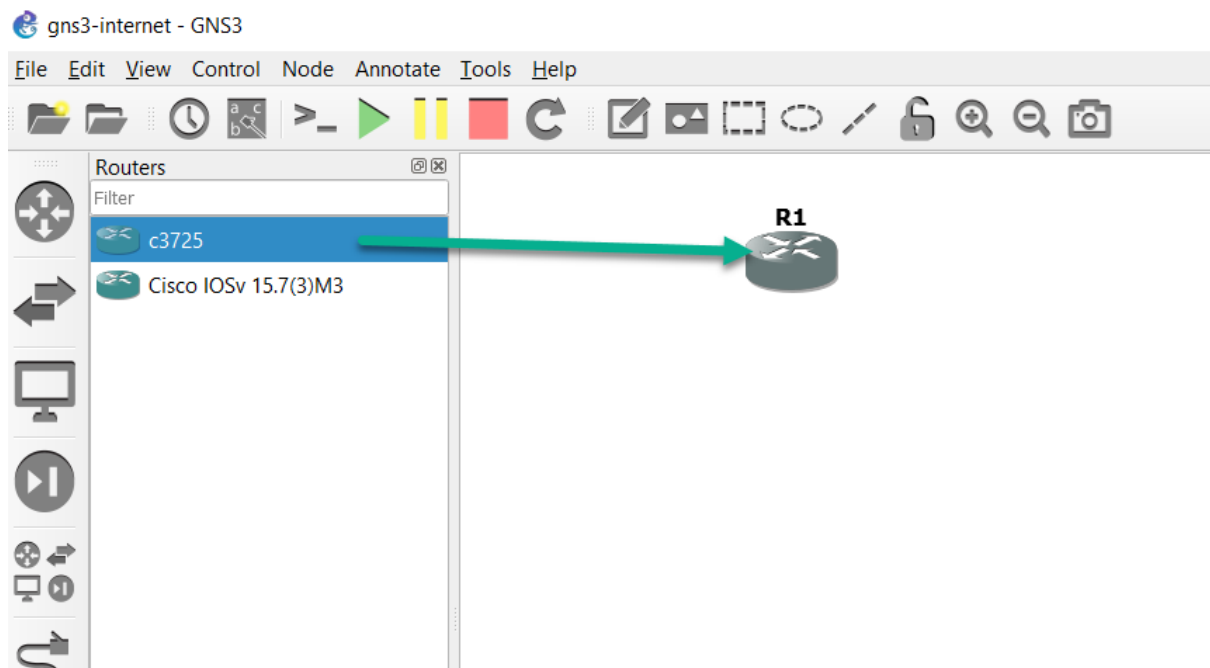 gns3-internet - GNS3
File Edit View Control Node Annotate Tools Help
a c
b
>_
Routers
Filter
c3725
Cisco IOSv 15.7(3)M3
R1